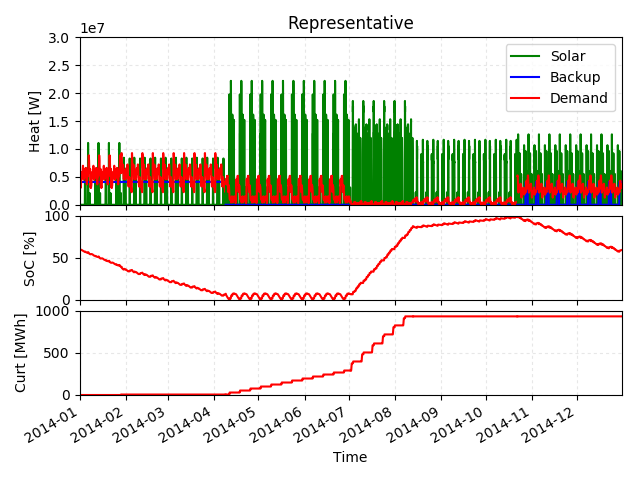 Representative
1e7
3.0
2.5
2.0
1.5
1.0
0.5
0.0
Heat [W]
Solar
Backup
Demand
100
50
0
SoC [%]
1000
500
0
Curt [MWh]
2014-01
2014-02
2014-03
2014-04
2014-05
2014-06
2014-07
2014-08
2014-09
2014-10
2014-11
2014-12
Time